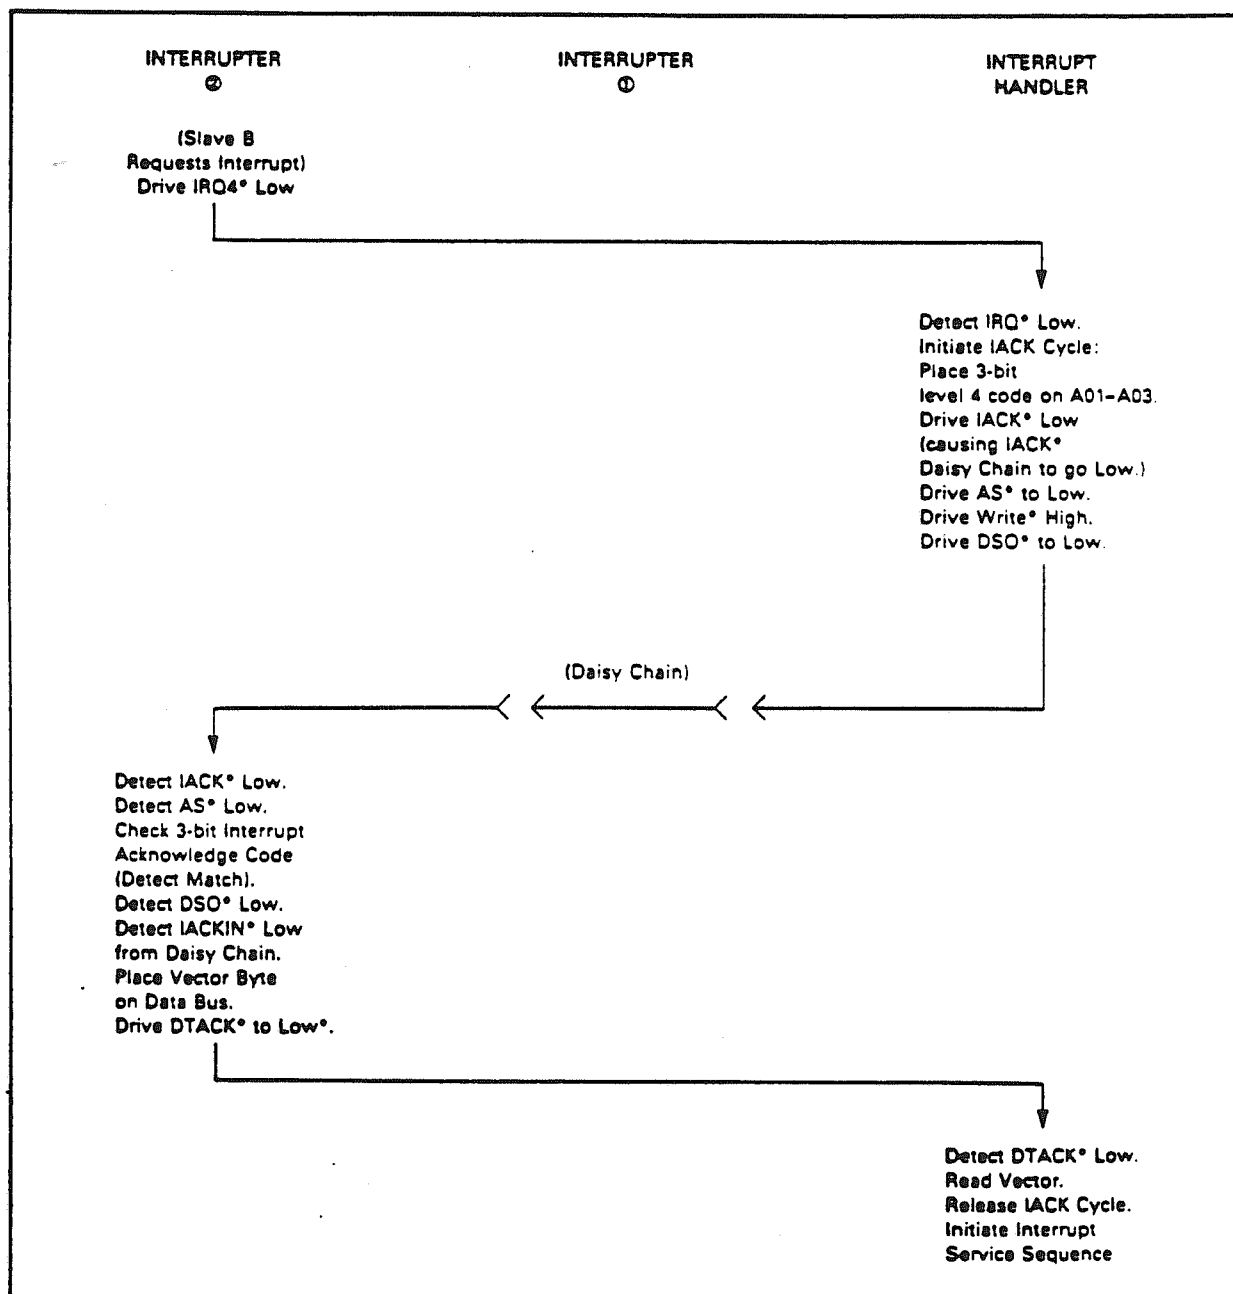 INTERRUPTER
②
INTERRUPTER
①
INTERRUPT
HANDLER
(Slave B
Requests Interrupt)
Drive IRQ4* Low
Detect IRQ* Low.
Initiate IACK Cycle:
Place 3-bit
level 4 code on A01-A03.
Drive IACK* Low
(causing IACK*
Daisy Chain to go Low.)
Drive AS* to Low.
Drive Write* High.
Drive DSO* to Low.
(Daisy Chain)
Detect IACK* Low.
Detect AS* Low.
Check 3-bit Interrupt
Acknowledge Code
(Detect Match).
Detect DSO* Low.
Detect IACKIN* Low
from Daisy Chain.
Place Vector Byte
on Data Bus.
Drive DTACK* to Low*.
Detect DTACK* Low.
Read Vector.
Release IACK Cycle.
Initiate Interrupt
Service Sequence